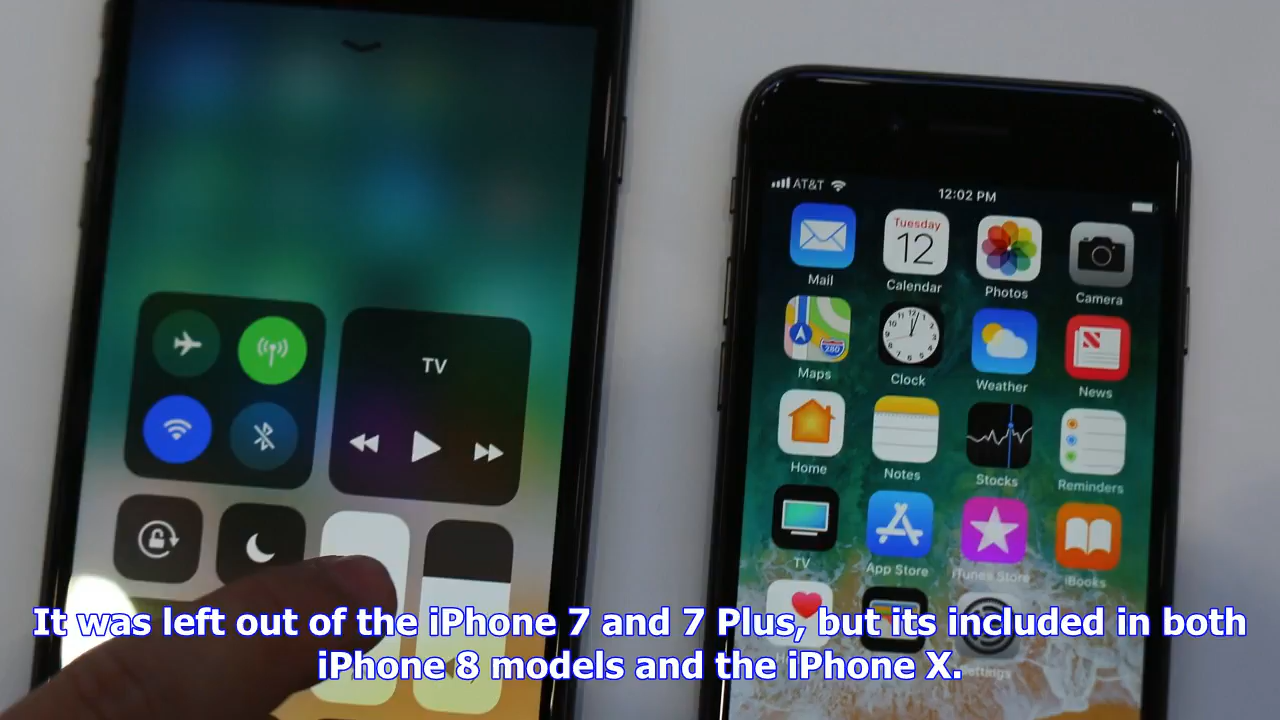 AT&T
12:02 PM
Tuesday
12
Mail
Calendar
Photos
Camera
280
Maps
Clock
Weather
News
TV
Home
Notes
Stocks
Reminders
TV
App Store
iTunes Store
iBooks
It was left out of the iPhone 7 and 7 Plus, but its included in both
iPhone 8 models and the iPhone X.